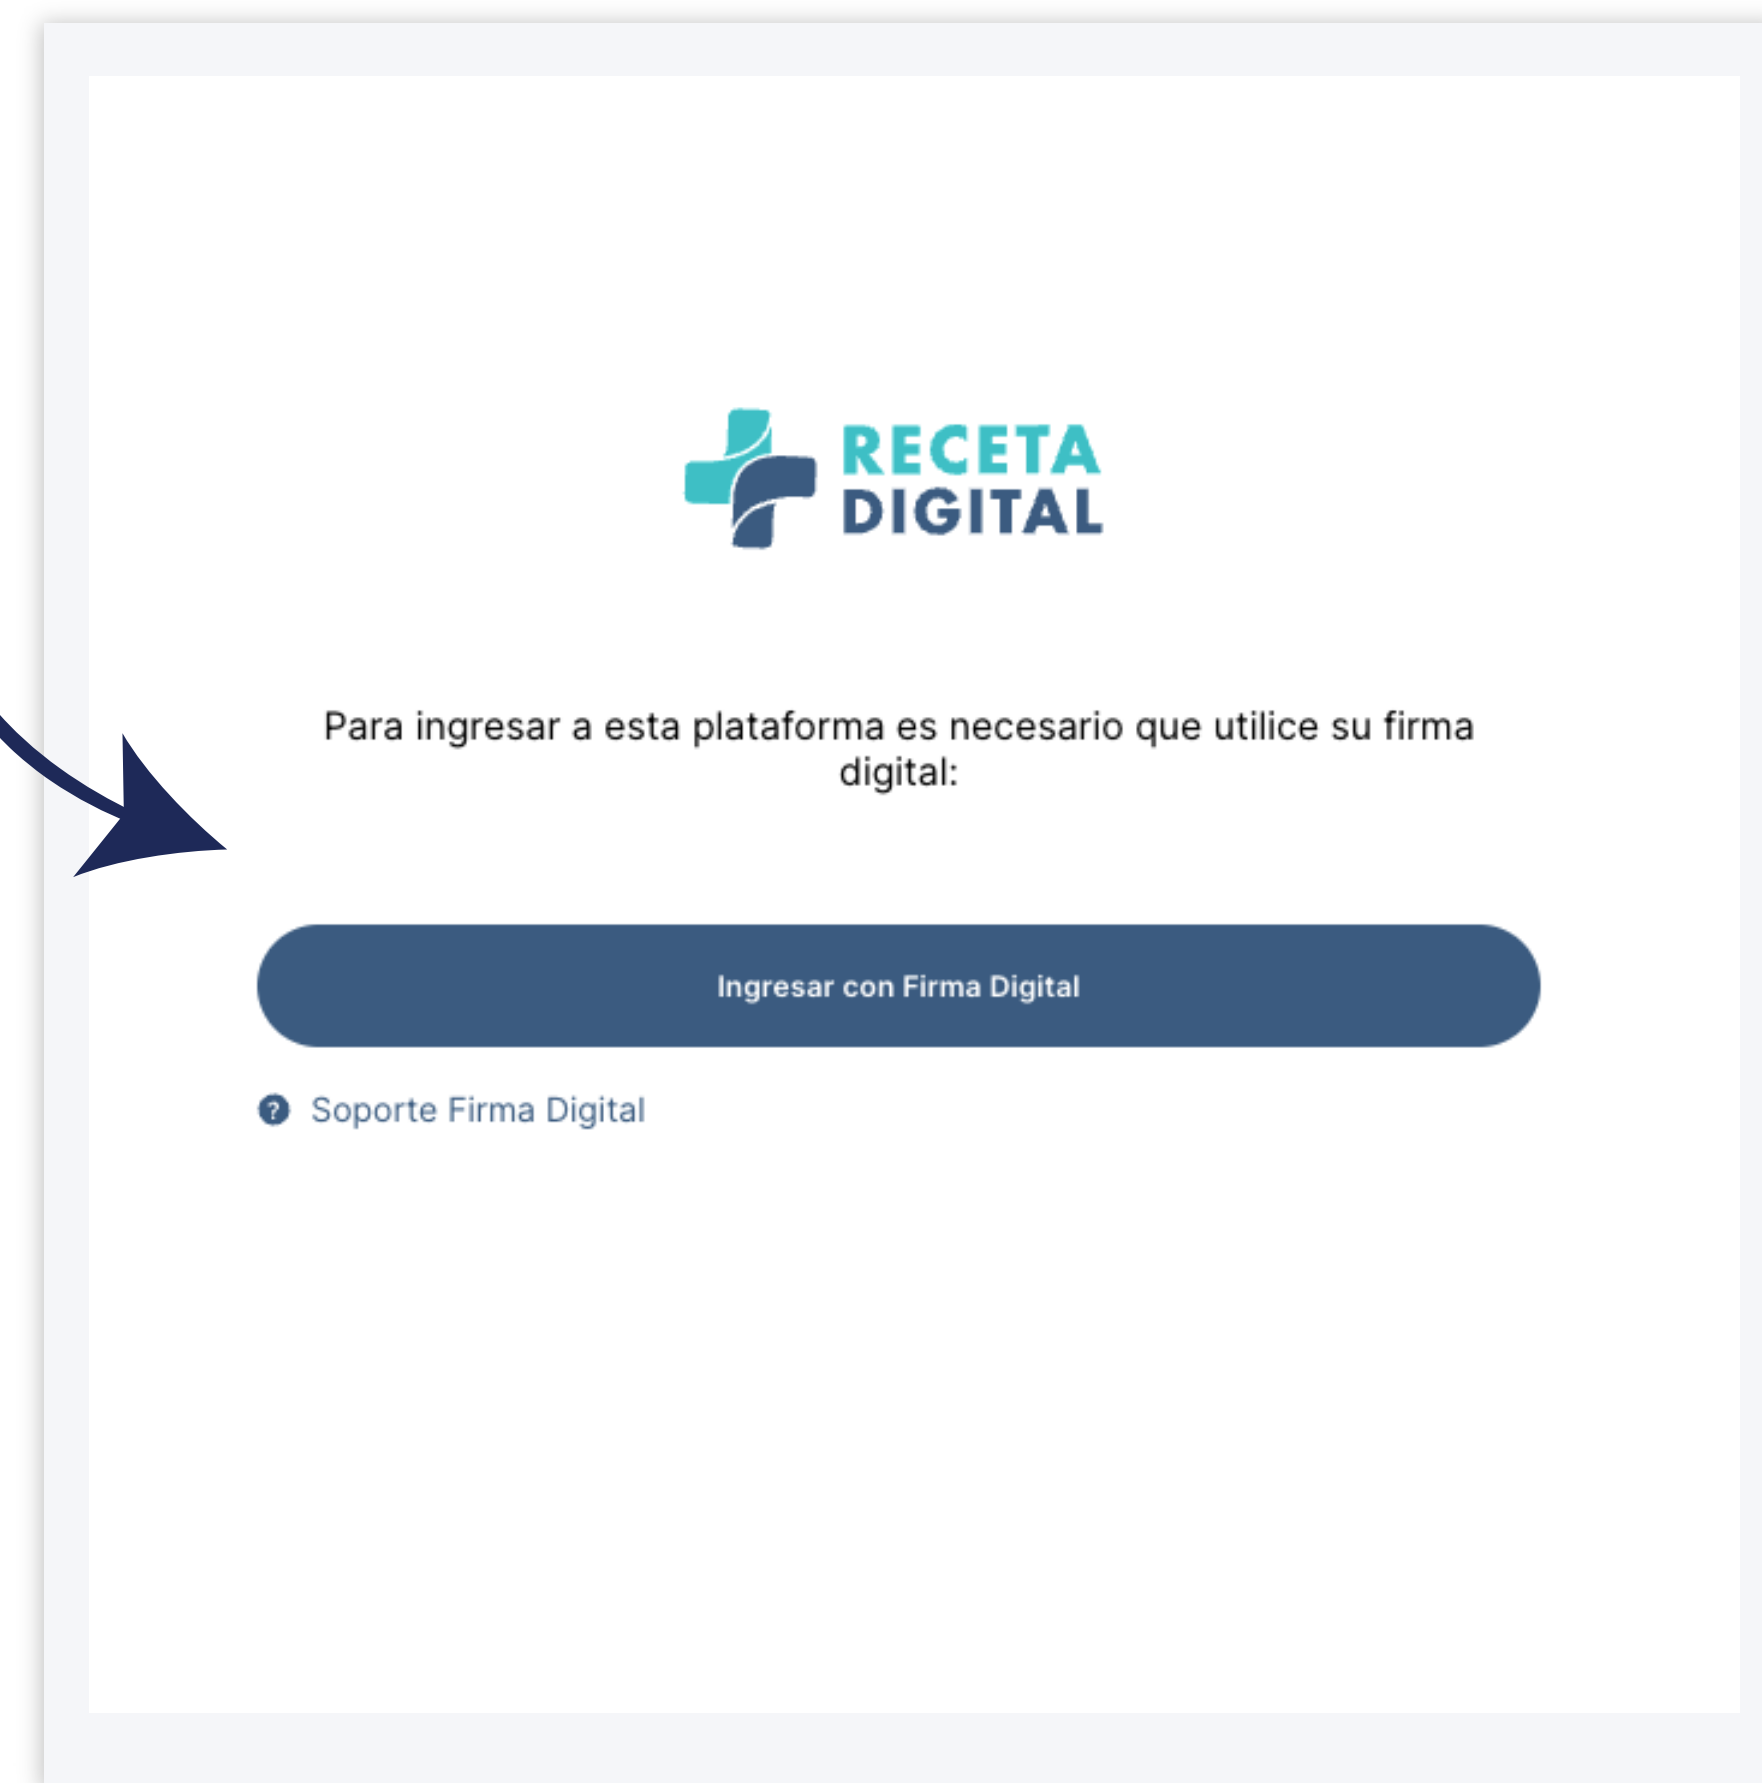 RECETA
DIGITAL
Para ingresar a esta plataforma es necesario que utilice su firma
digital:
Ingresar con Firma Digital
? Soporte Firma Digital